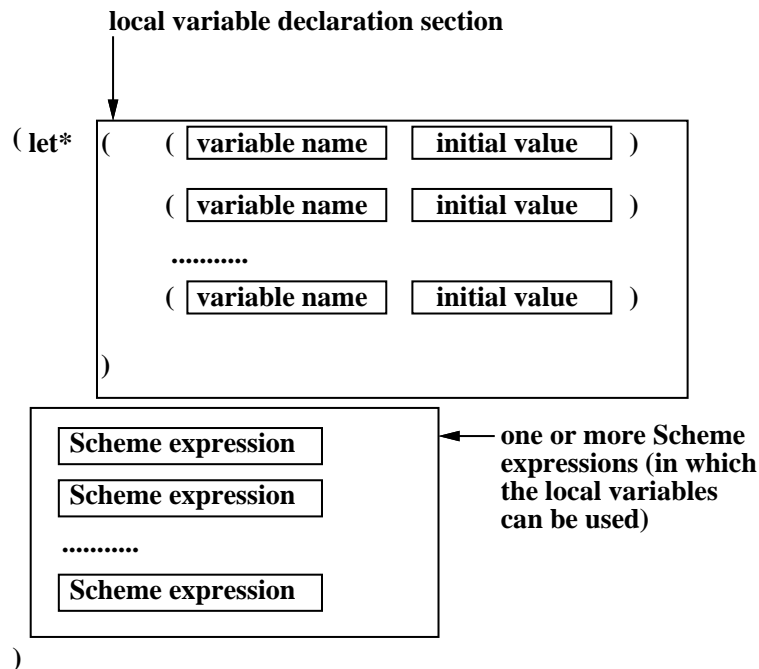 local variable declaration section
( let* ( ( variable name initial value )
( variable name initial value )
...........
( variable name initial value )
)
Scheme expression
Scheme expression
...........
Scheme expression
one or more Scheme
expressions (in which
the local variables
can be used)
)